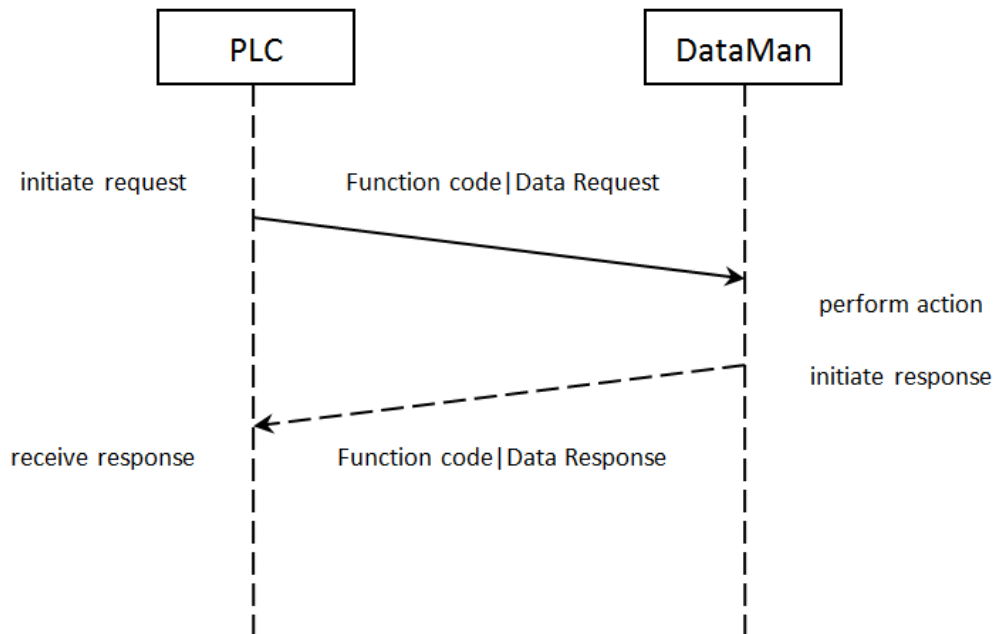 PLC
DataMan
initiate request
Function code|Data Request
perform action
initiate response
receive response
Function code|Data Response